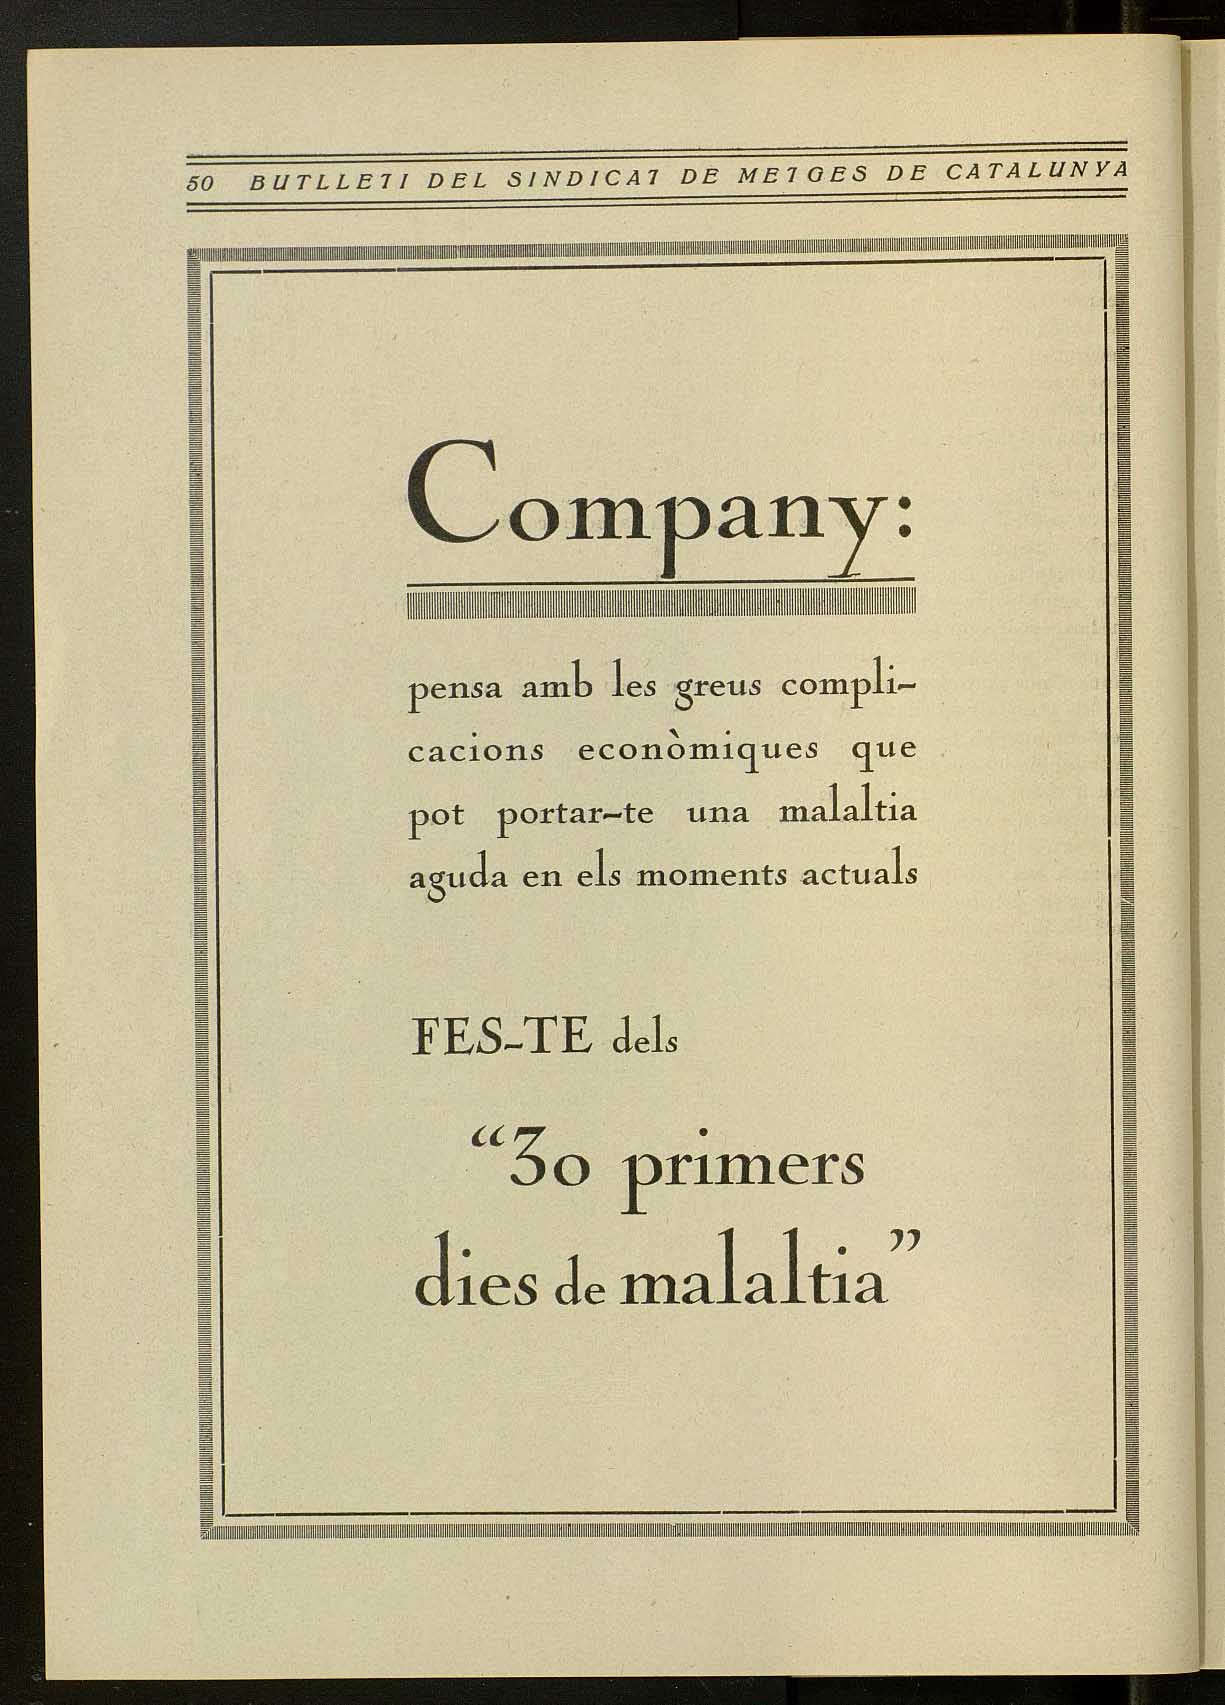 50 BUTLLETI DEL SINDICAT DE METGES DE CATALUNYA
Company:
pensa amb les greus compli-
cacions econòmiques que
pot portar-te una malaltia
aguda en els moments actuals
FES-TE dels
“30 primers
dies de malaltia”